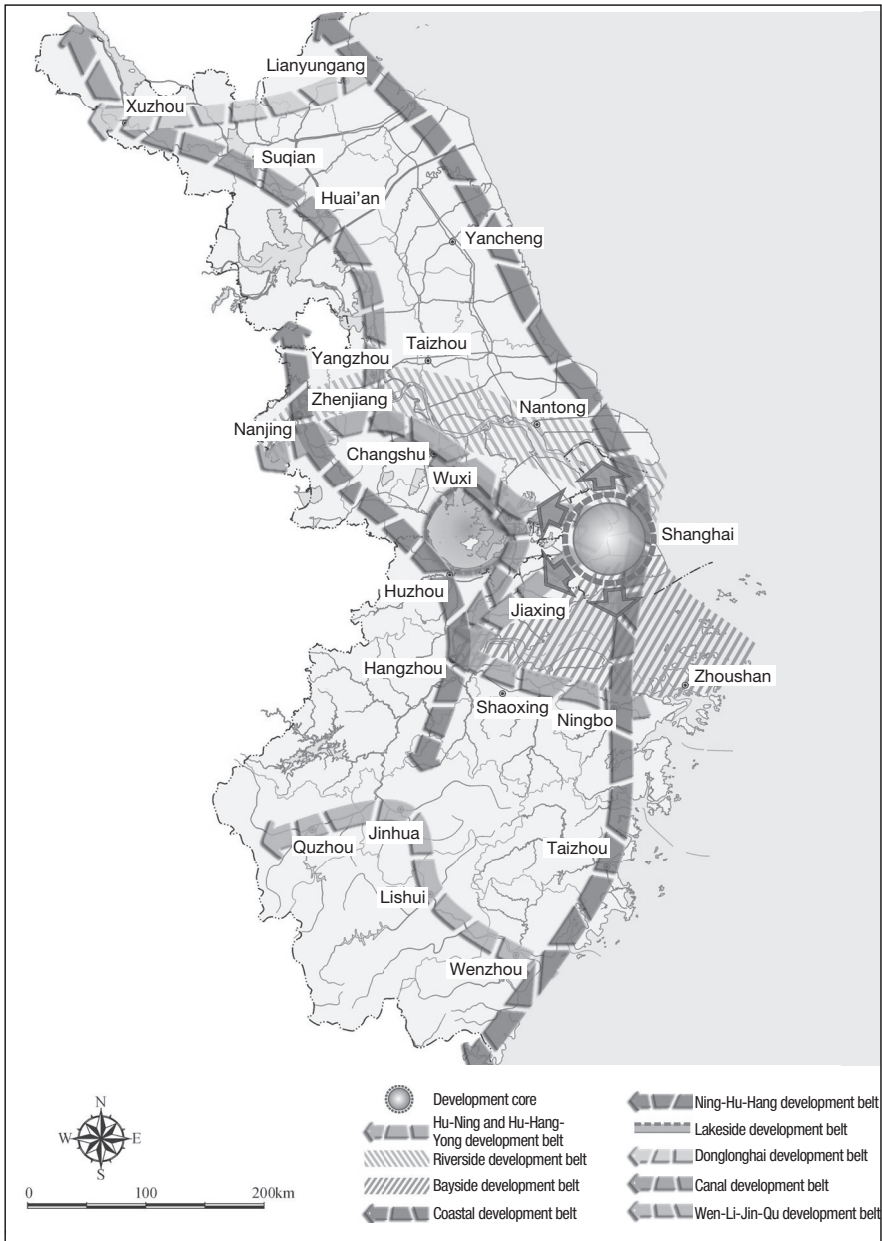 Lianyungang
Xuzhou
Suqian
Huai'an
Yancheng
Taizhou
Yangzhou
Zhenjiang
Nantong
Nanjing
Changshu
Wuxi
Shanghai
Huzhou
Jiaxing
Hangzhou
Zhoushan
Shaoxing
Ningbo
Jinhua
Taizhou
Quzhou
Lishui
Wenzhou
N
W E
S
0 100 200km
Development core
Hu-Ning and Hu-Hang-
Yong development belt
Riverside development belt
Bayside development belt
Coastal development belt
Ning-Hu-Hang development belt
Lakeside development belt
Donglonghai development belt
Canal development belt
Wen-Li-Jin-Qu development belt